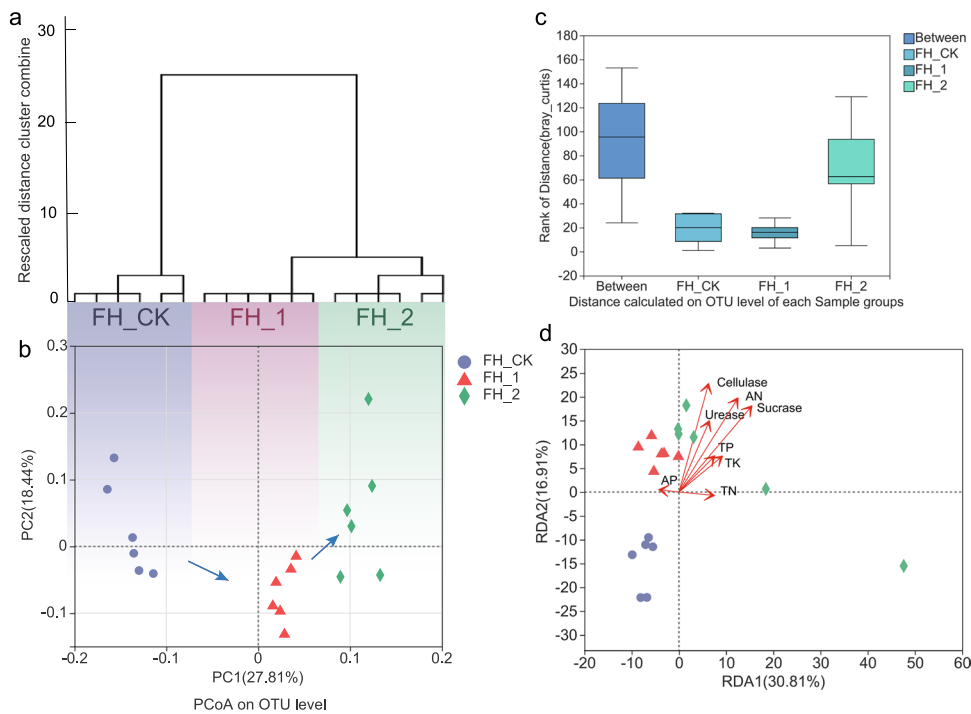 a
Rescaled distance cluster combine
30
20
10
0
FH_CK
FH_1
FH_2
b
PC2(18.44%)
0.3
0.2
0.1
0
-0.1
-0.2
-0.1
0
0.1
0.2
PC1(27.81%)
PCoA on OTU level
FH_CK
FH_1
FH_2
c
Rank of Distance(bray_curtis)
180
160
140
120
100
80
60
40
20
0
-20
Between
FH_CK
FH_1
FH_2
Distance calculated on OTU level of each Sample groups
Between
FH_CK
FH_1
FH_2
d
RDA2(16.91%)
30
25
20
15
10
5
0
-5
-10
-15
-20
-25
-30
Cellulase
AN
Sucrase
Urease
TP
TK
AP
TN
-20
-10
0
10
20
30
40
50
60
RDA1(30.81%)